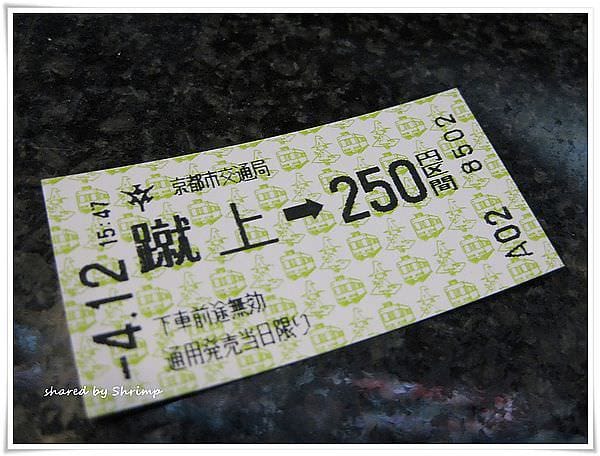 京都市交通局
蹴上➡250円区間
下車前途無効
通用発売当日限り
-4.12
15:47
8502
A02
shared by Shrimp